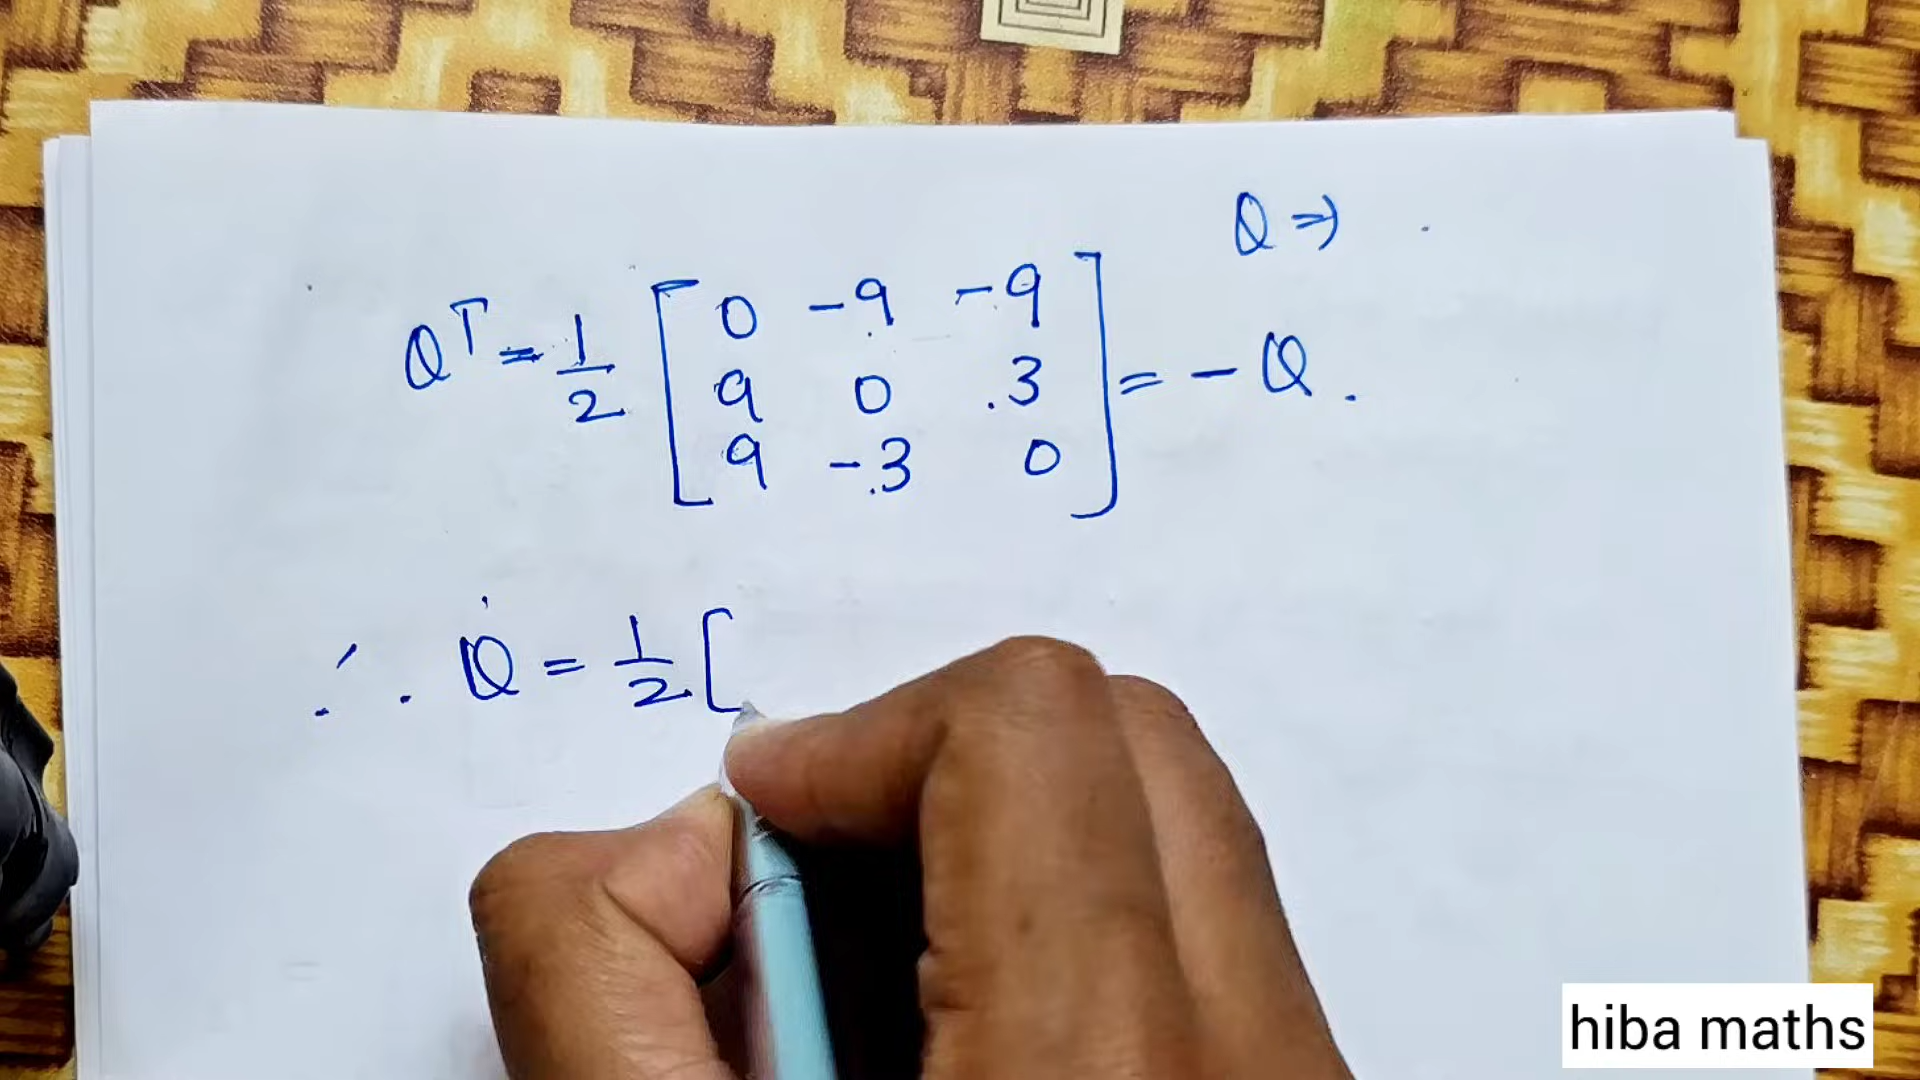 Q ⇒
Qᵀ = 1/2 [ 0 -9 -9
9 0 3
9 -3 0 ] = - Q.
∴ Q = 1/2 [
hiba maths